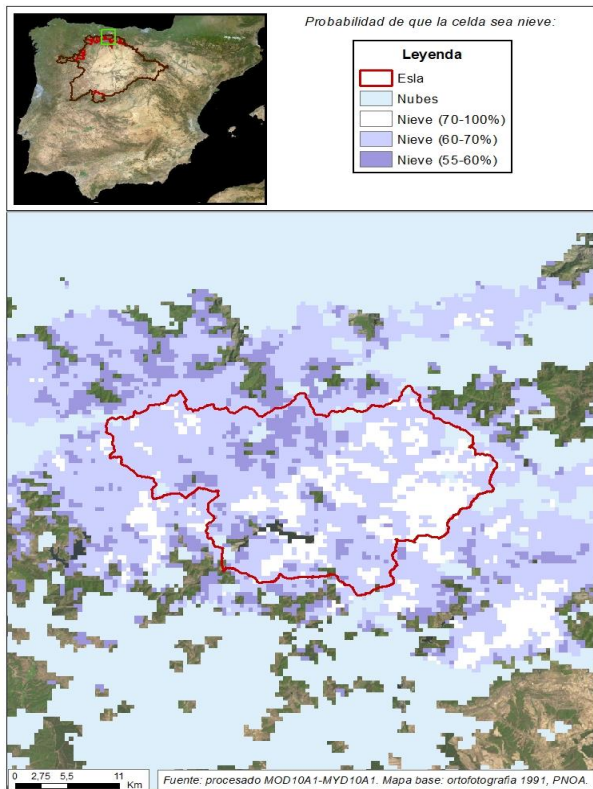 Probabilidad de que la celda sea nieve:
Leyenda
Esla
Nubes
Nieve (70-100%)
Nieve (60-70%)
Nieve (55-60%)
0 2,75 5,5 11
Km
Fuente: procesado MOD10A1-MYD10A1. Mapa base: ortofotografia 1991, PNOA.